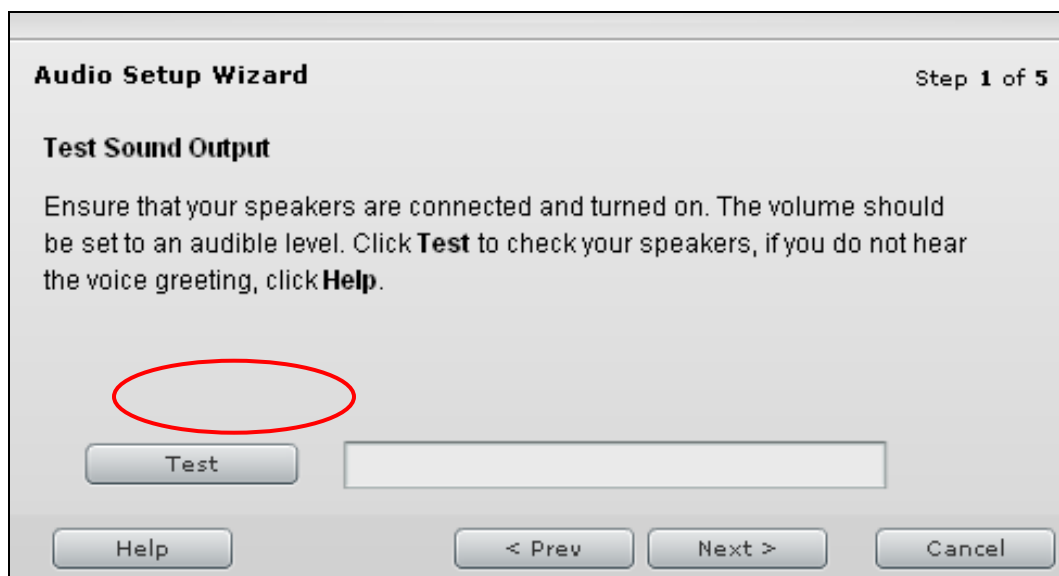 Audio Setup Wizard
Step 1 of 5
Test Sound Output
Ensure that your speakers are connected and turned on. The volume should
be set to an audible level. Click Test to check your speakers, if you do not hear
the voice greeting, click Help.
Test
Help
< Prev
Next >
Cancel